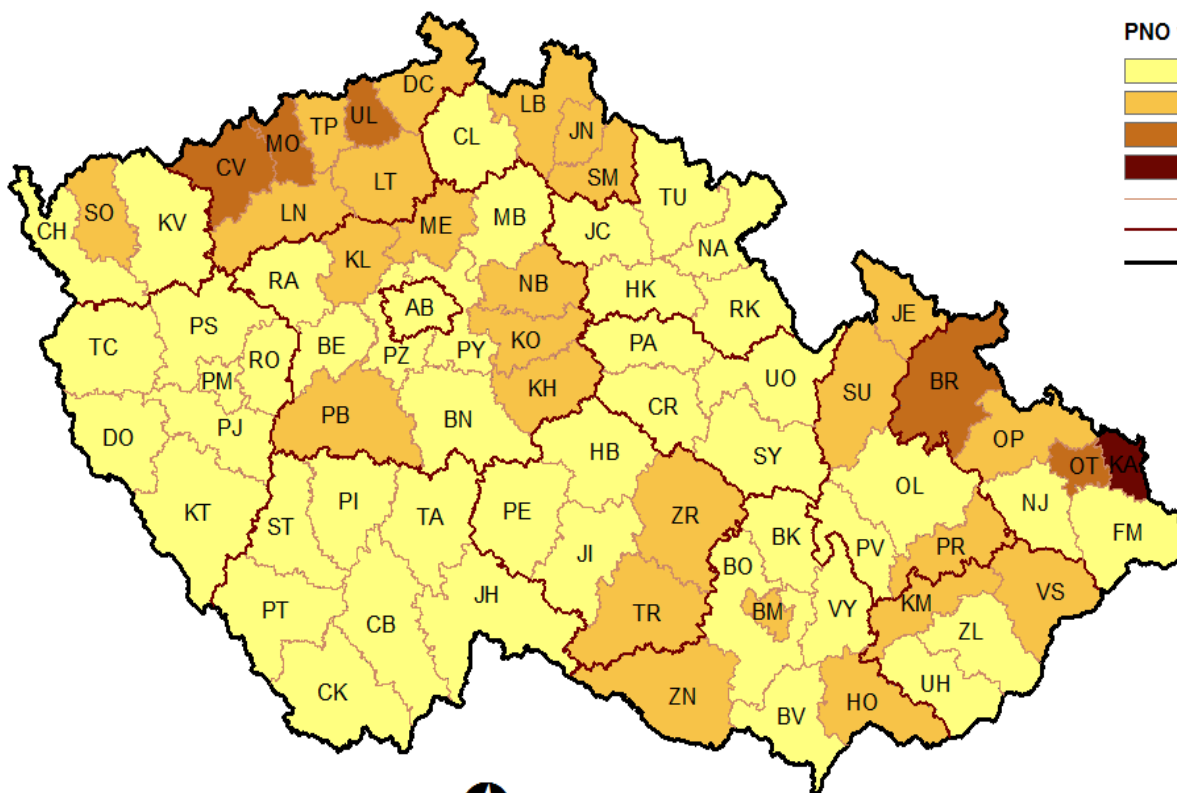 PNO
DC
LB
UL
TP
JN
MO
CL
CV
LT
SM
TU
SO
LN
ME
MB
KV
CH
JC
NA
KL
RA
NB
HK
AB
RK
JE
PS
TC
BE
RO
PZ
PY
KO
PA
PM
UO
BR
SU
KH
CR
PB
BN
DO
PJ
OP
HB
SY
OT
KA
OL
NJ
KT
ST
PI
TA
PE
ZR
FM
BK
JI
PV
PR
BO
JH
VS
PT
CB
TR
BM
VY
KM
ZL
CK
ZN
BV
HO
UH